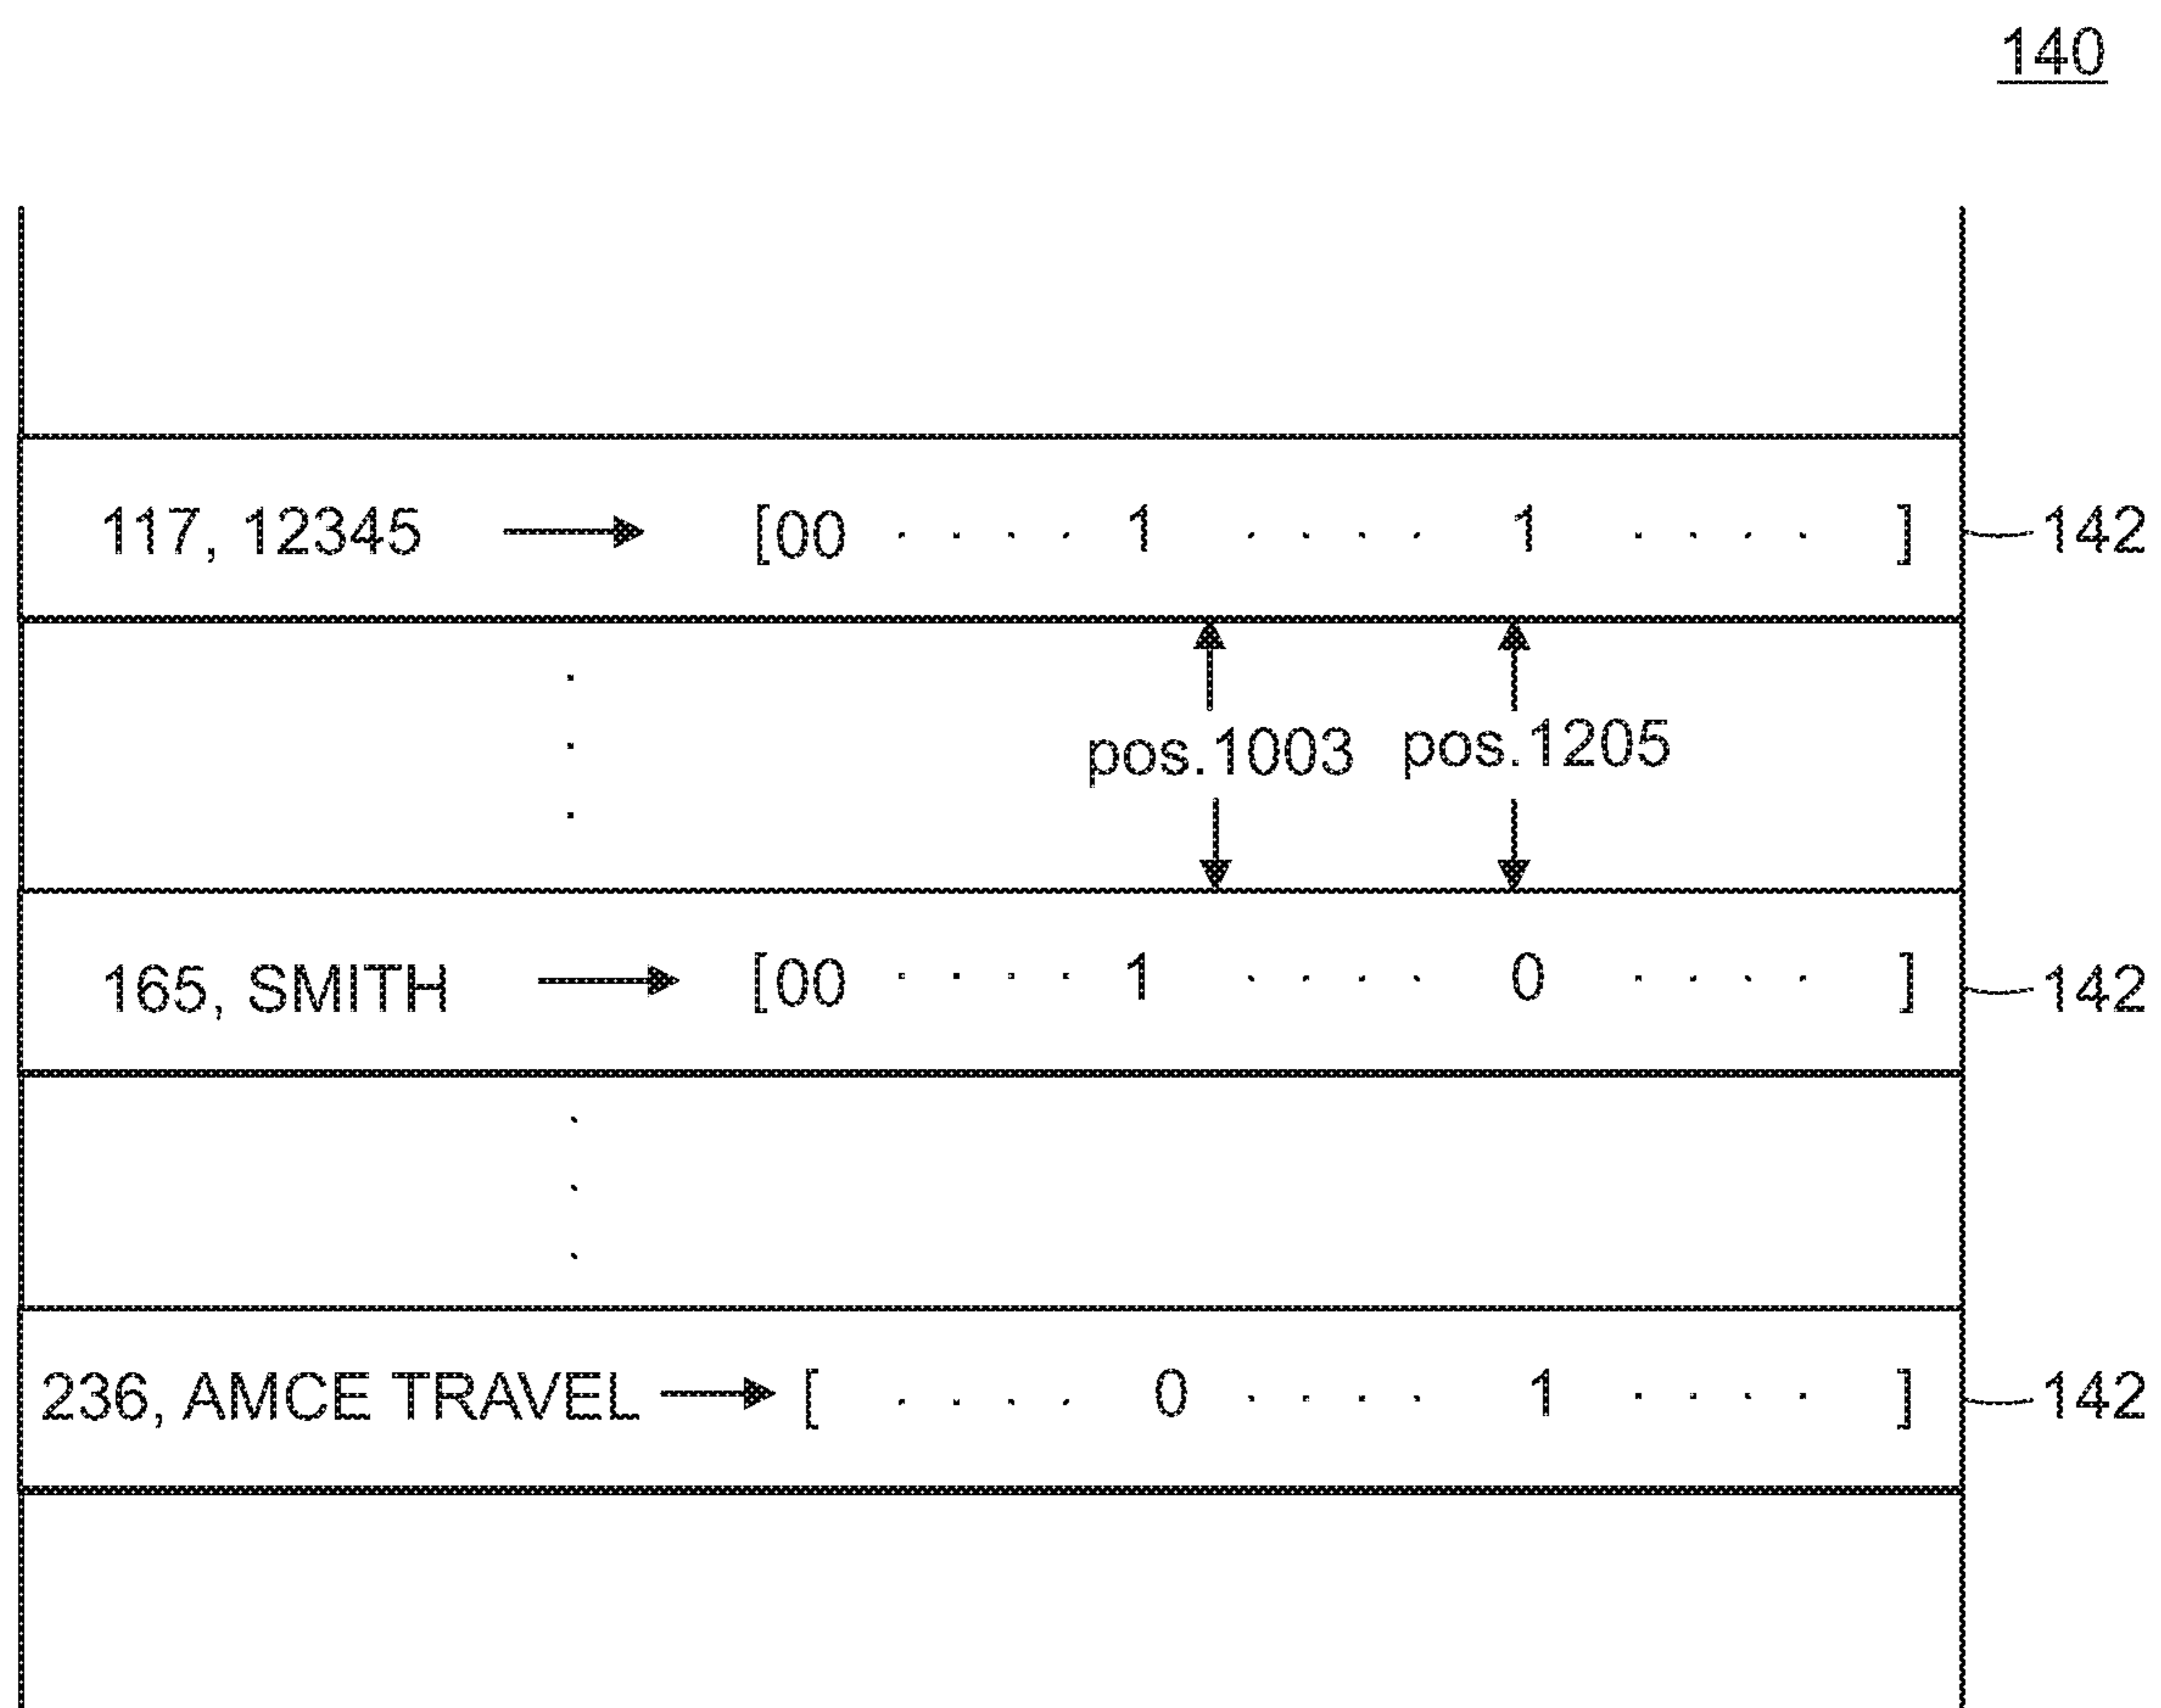 140
117, 12345 [00 . . . . 1 . . . . 1 . . . . ] 142
pos.1003 pos.1205
165, SMITH [00 . . . . 1 . . . . 0 . . . . ] 142
236, AMCE TRAVEL [ . . . . 0 . . . . 1 . . . . ] 142